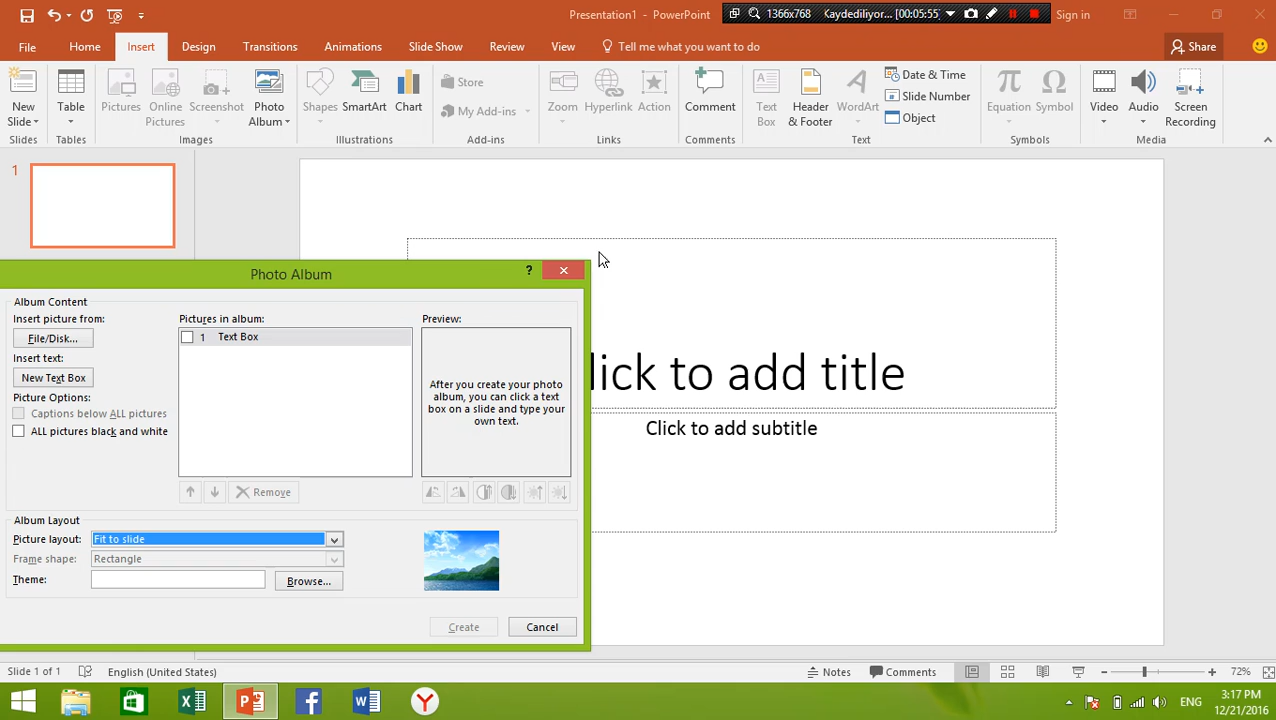 Presentation1 - PowerPoint
1366x768
Kaydediliyor...
[00:05:55]
Sign in
File
Home
Insert
Design
Transitions
Animations
Slide Show
Review
View
Tell me what you want to do
Share
New Slide
Table
Pictures
Online Pictures
Screenshot
Photo Album
Shapes
SmartArt
Chart
Store
My Add-ins
Zoom
Hyperlink
Action
Comment
Text Box
Header & Footer
WordArt
Date & Time
Slide Number
Object
Equation
Symbol
Video
Audio
Screen Recording
Slides
Tables
Images
Illustrations
Add-ins
Links
Comments
Text
Symbols
Media
1
Photo Album
?
Album Content
Insert picture from:
File/Disk...
Insert text:
New Text Box
Picture Options:
Captions below ALL pictures
ALL pictures black and white
Pictures in album:
1 Text Box
Remove
Preview:
After you create your photo
album, you can click a text
box on a slide and type your
own text.
Album Layout
Picture layout:
Fit to slide
Frame shape:
Rectangle
Theme:
Browse...
Create
Cancel
lick to add title
Click to add subtitle
Slide 1 of 1
English (United States)
Notes
Comments
72%
ENG
3:17 PM
12/21/2016